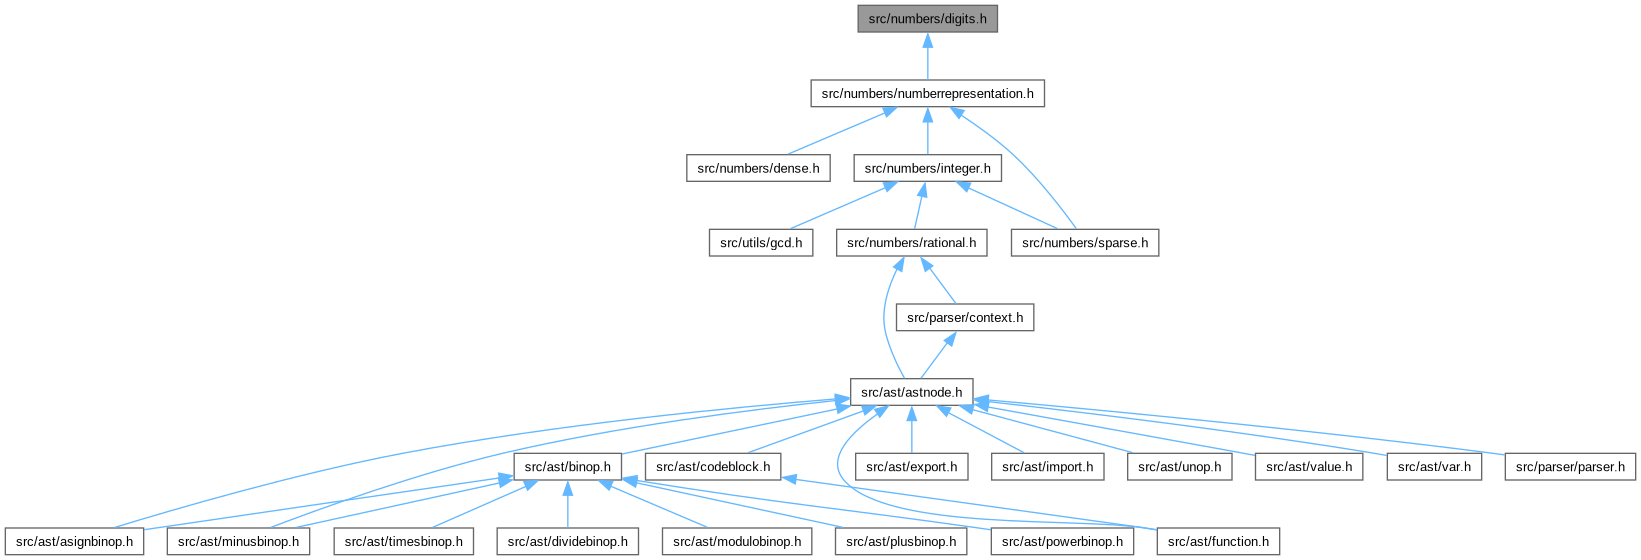 src/numbers/digits.h
src/numbers/numberrepresentation.h
src/numbers/dense.h
src/numbers/integer.h
src/utils/gcd.h
src/numbers/rational.h
src/numbers/sparse.h
src/parser/context.h
src/ast/astnode.h
src/ast/binop.h
src/ast/codeblock.h
src/ast/export.h
src/ast/import.h
src/ast/unop.h
src/ast/value.h
src/ast/var.h
src/parser/parser.h
src/ast/asignbinop.h
src/ast/minusbinop.h
src/ast/timesbinop.h
src/ast/dividebinop.h
src/ast/modulobinop.h
src/ast/plusbinop.h
src/ast/powerbinop.h
src/ast/function.h